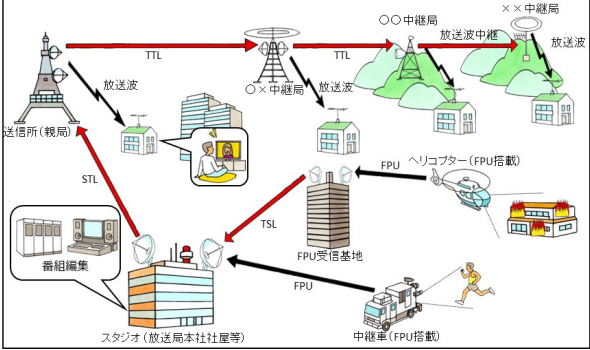 ××中継局
○○中継局
放送波中継
TTL
TTL
放送波
○×中継局
放送波
放送波
放送波
送信所(親局)
STL
FPU
ヘリコプター(FPU搭載)
TSL
番組編集
FPU受信基地
FPU
スタジオ(放送局本社社屋等)
中継車(FPU搭載)